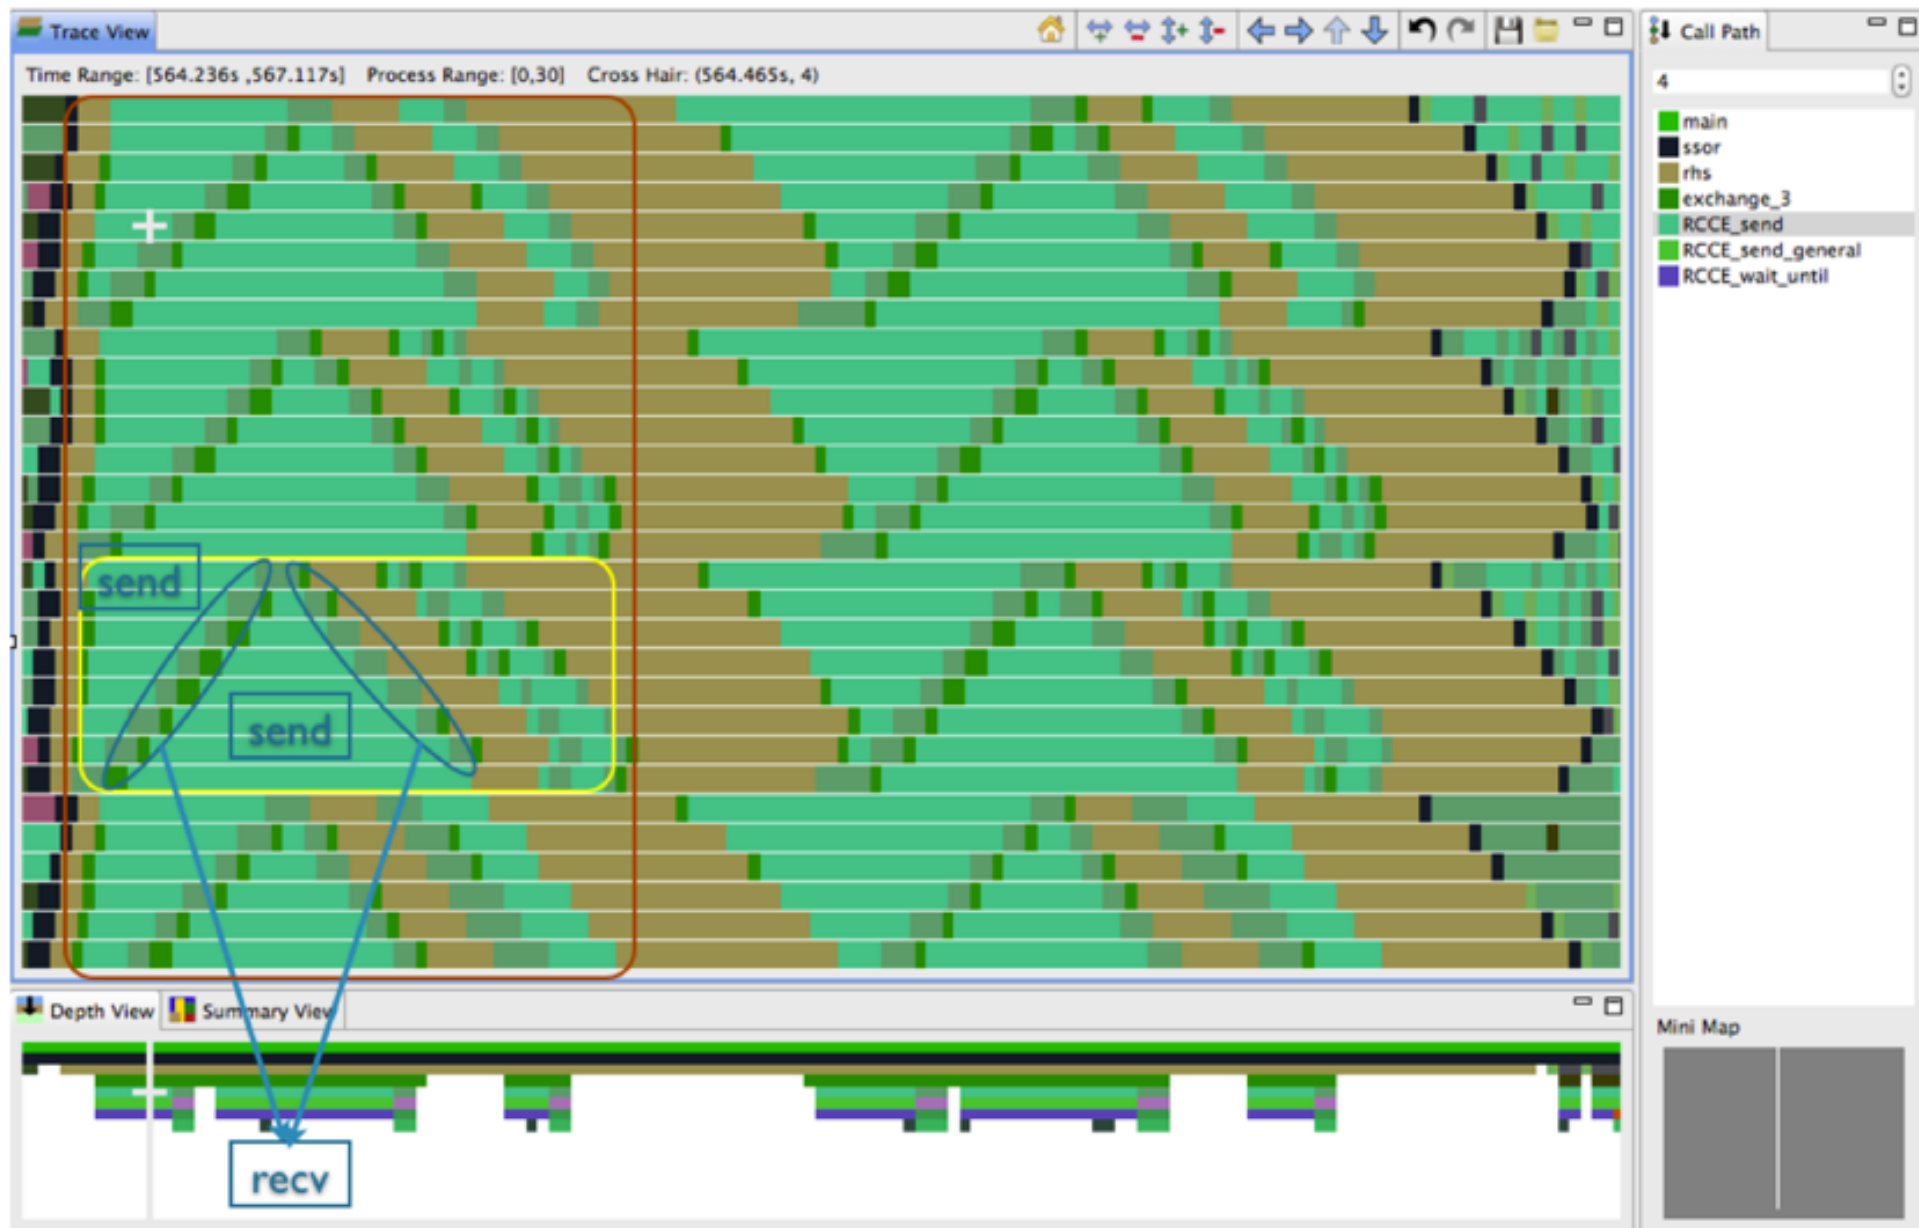 Trace View
Call Path
Time Range: [564.236s ,567.117s] Process Range: [0,30] Cross Hair: (564.465s, 4)
4
main
ssor
rhs
exchange_3
RCCE_send
RCCE_send_general
RCCE_wait_until
send
send
Depth View
Summary View
Mini Map
recv